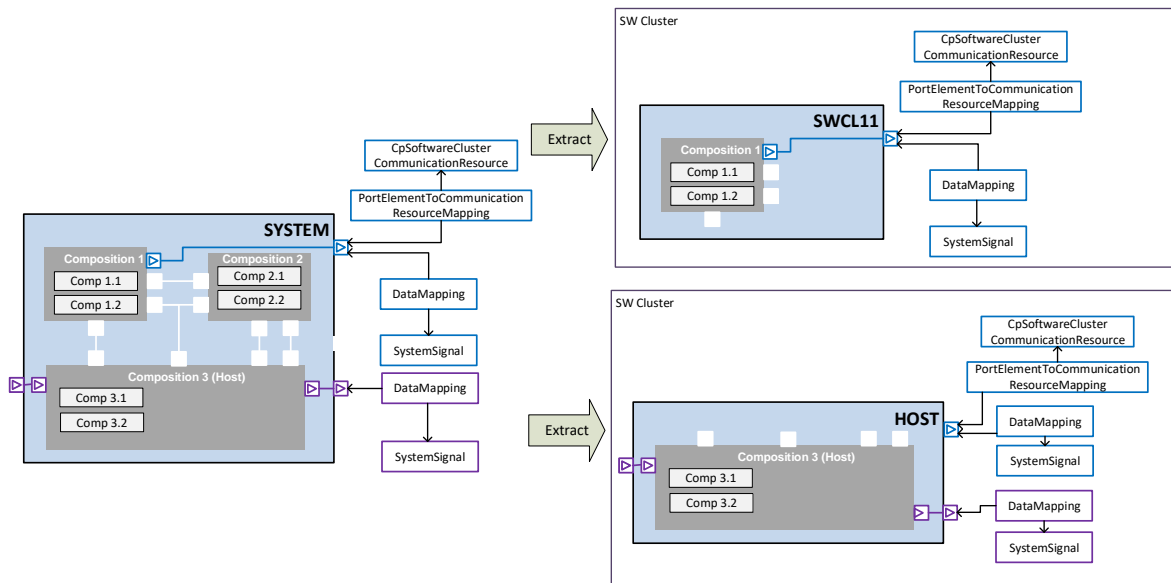 CpSoftwareCluster
CommunicationResource
PortElementToCommunication
ResourceMapping
SYSTEM
Composition 1
Comp 1.1
Comp 1.2
Composition 2
Comp 2.1
Comp 2.2
DataMapping
SystemSignal
Composition 3 (Host)
Comp 3.1
Comp 3.2
DataMapping
SystemSignal
Extract
SW Cluster
CpSoftwareCluster
CommunicationResource
PortElementToCommunication
ResourceMapping
SWCL11
Composition 1
Comp 1.1
Comp 1.2
DataMapping
SystemSignal
Extract
SW Cluster
CpSoftwareCluster
CommunicationResource
PortElementToCommunication
ResourceMapping
HOST
DataMapping
SystemSignal
Composition 3 (Host)
Comp 3.1
Comp 3.2
DataMapping
SystemSignal